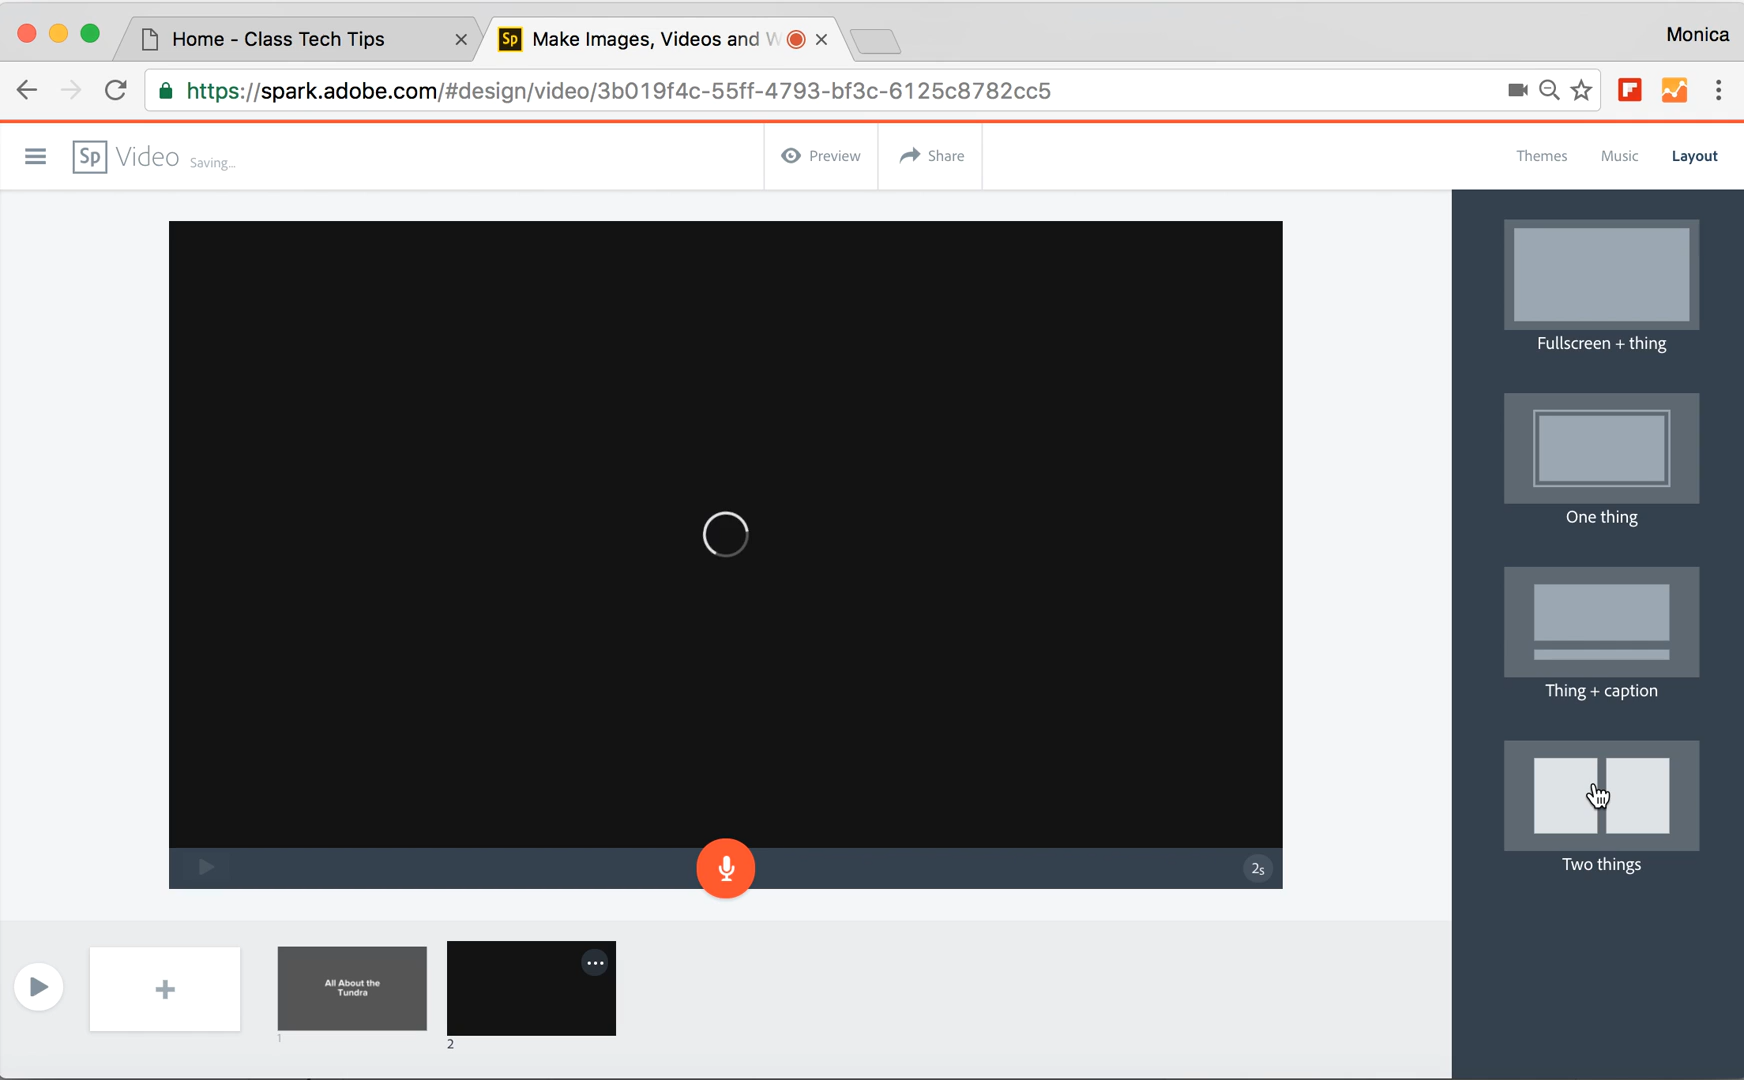 Home - Class Tech Tips
Sp Make Images, Videos and W
Monica
https://spark.adobe.com/#design/video/3b019f4c-55ff-4793-bf3c-6125c8782cc5
Sp Video Saving...
Preview
Share
Themes
Music
Layout
Fullscreen + thing
One thing
Thing + caption
Two things
2s
All About the
Tundra
1
2